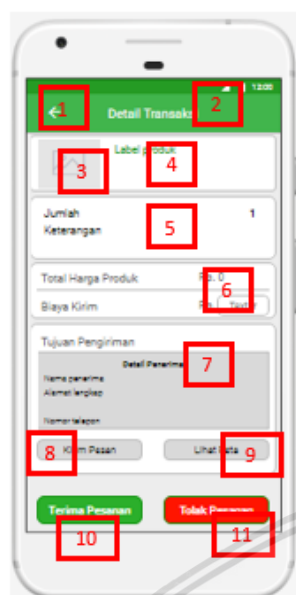 12:00
1 Detail Transaksi 2
Label produk
3 4
Jumlah 1
Keterangan 5
Total Harga Produk Rp. 0
6
Biaya Kirim Rp
Tujuan Pengiriman
Detail Penerima 7
Nama penerima
Alamat lengkap
Nomor telepon
8 Kirim Pesan Lihat Peta 9
Terima Pesanan Tolak Pesanan
10 11